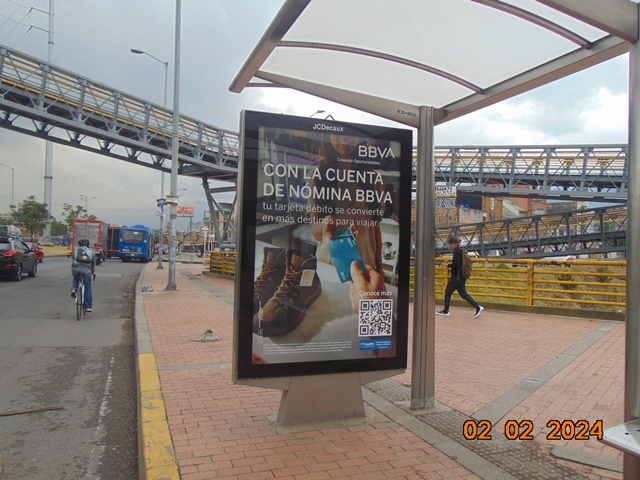 JCDecaux
BBVA
Creando Oportunidades
CON LA CUENTA
DE NÓMINA BBVA
tu tarjeta débito se convierte
en más destinos para viajar.
Conoce más
02 02 2024